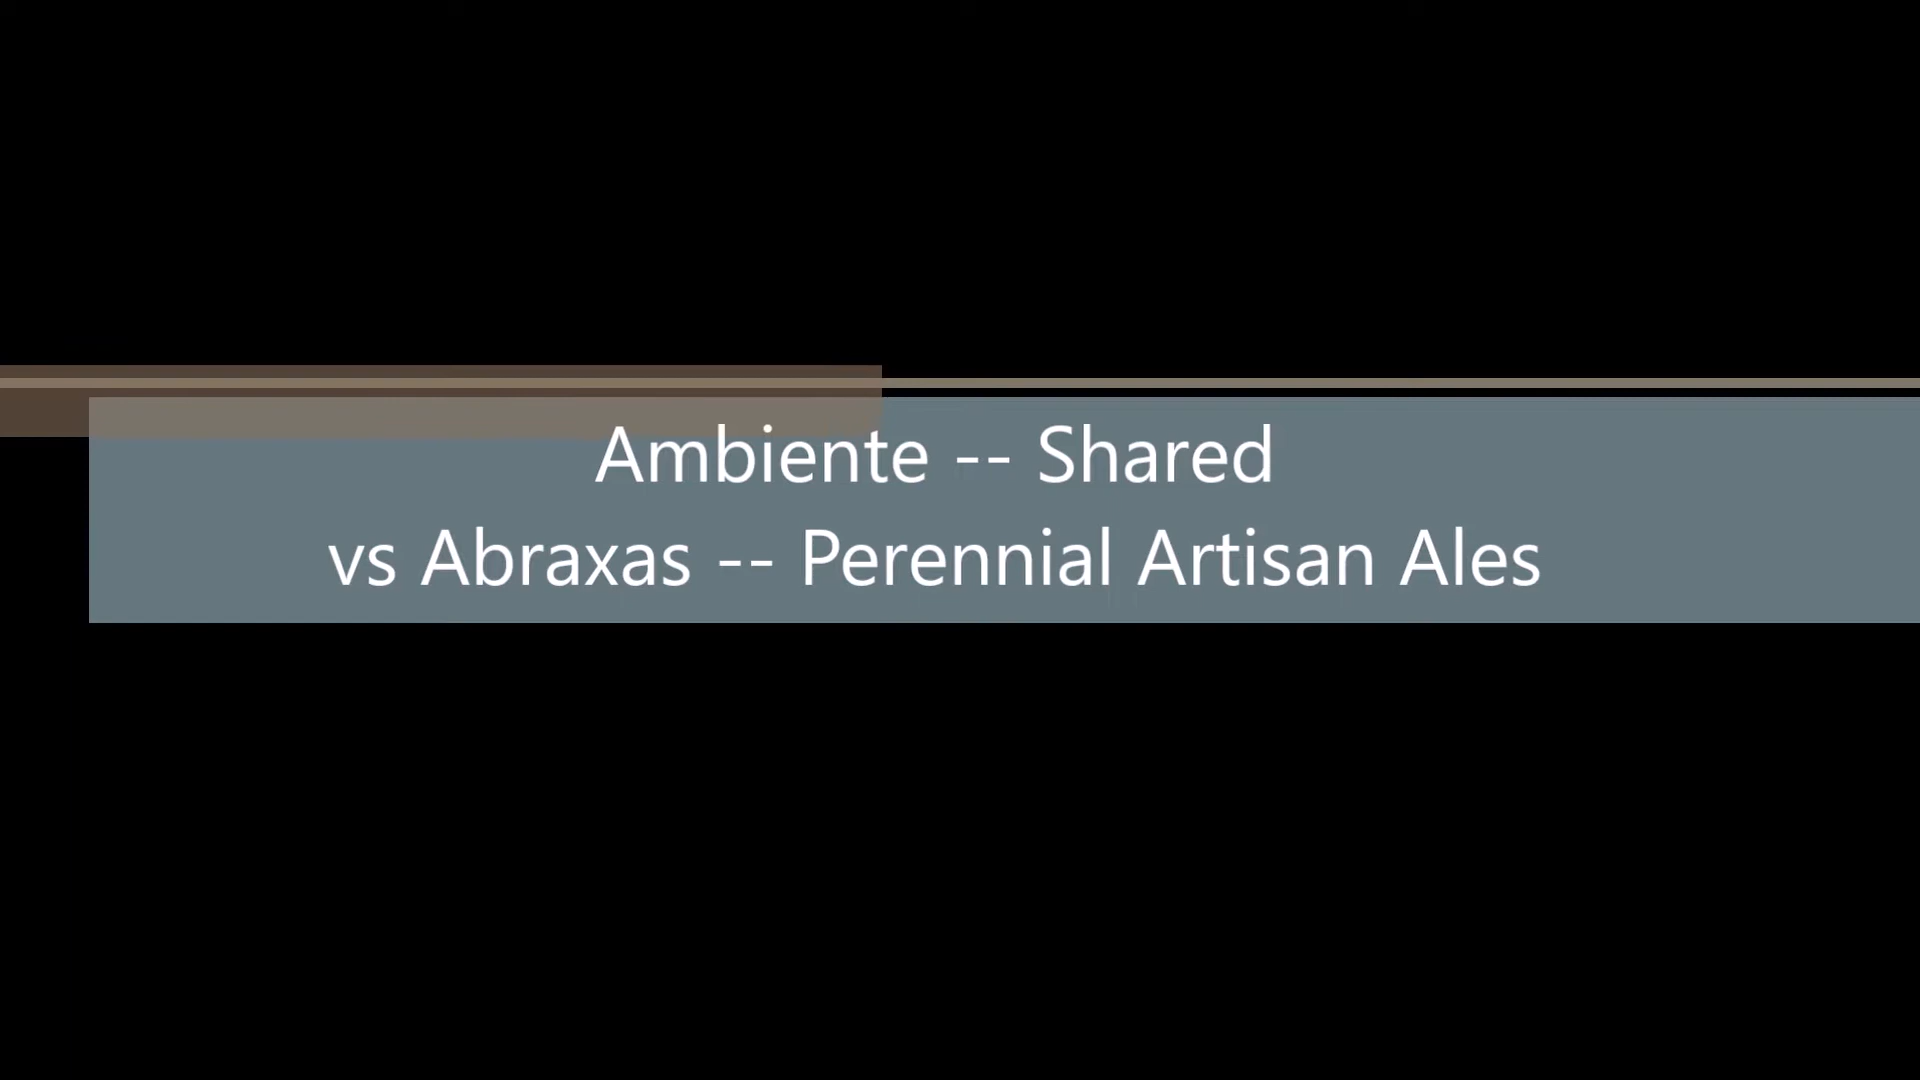 Ambiente -- Shared
vs Abraxas -- Perennial Artisan Ales